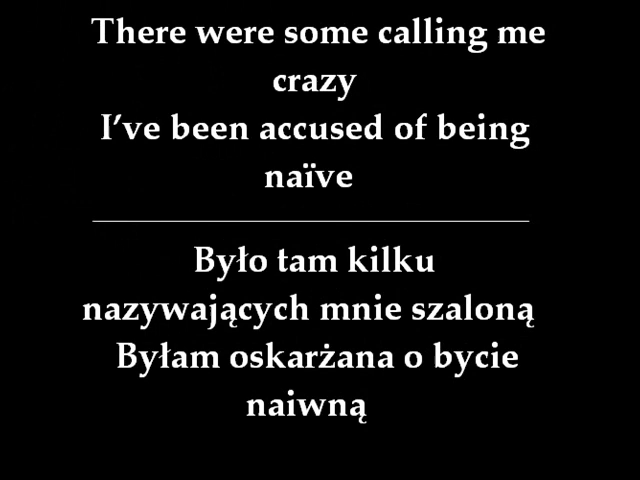 There were some calling me
crazy
I’ve been accused of being
naïve
Było tam kilku
nazywających mnie szaloną
Byłam oskarżana o bycie
naiwną